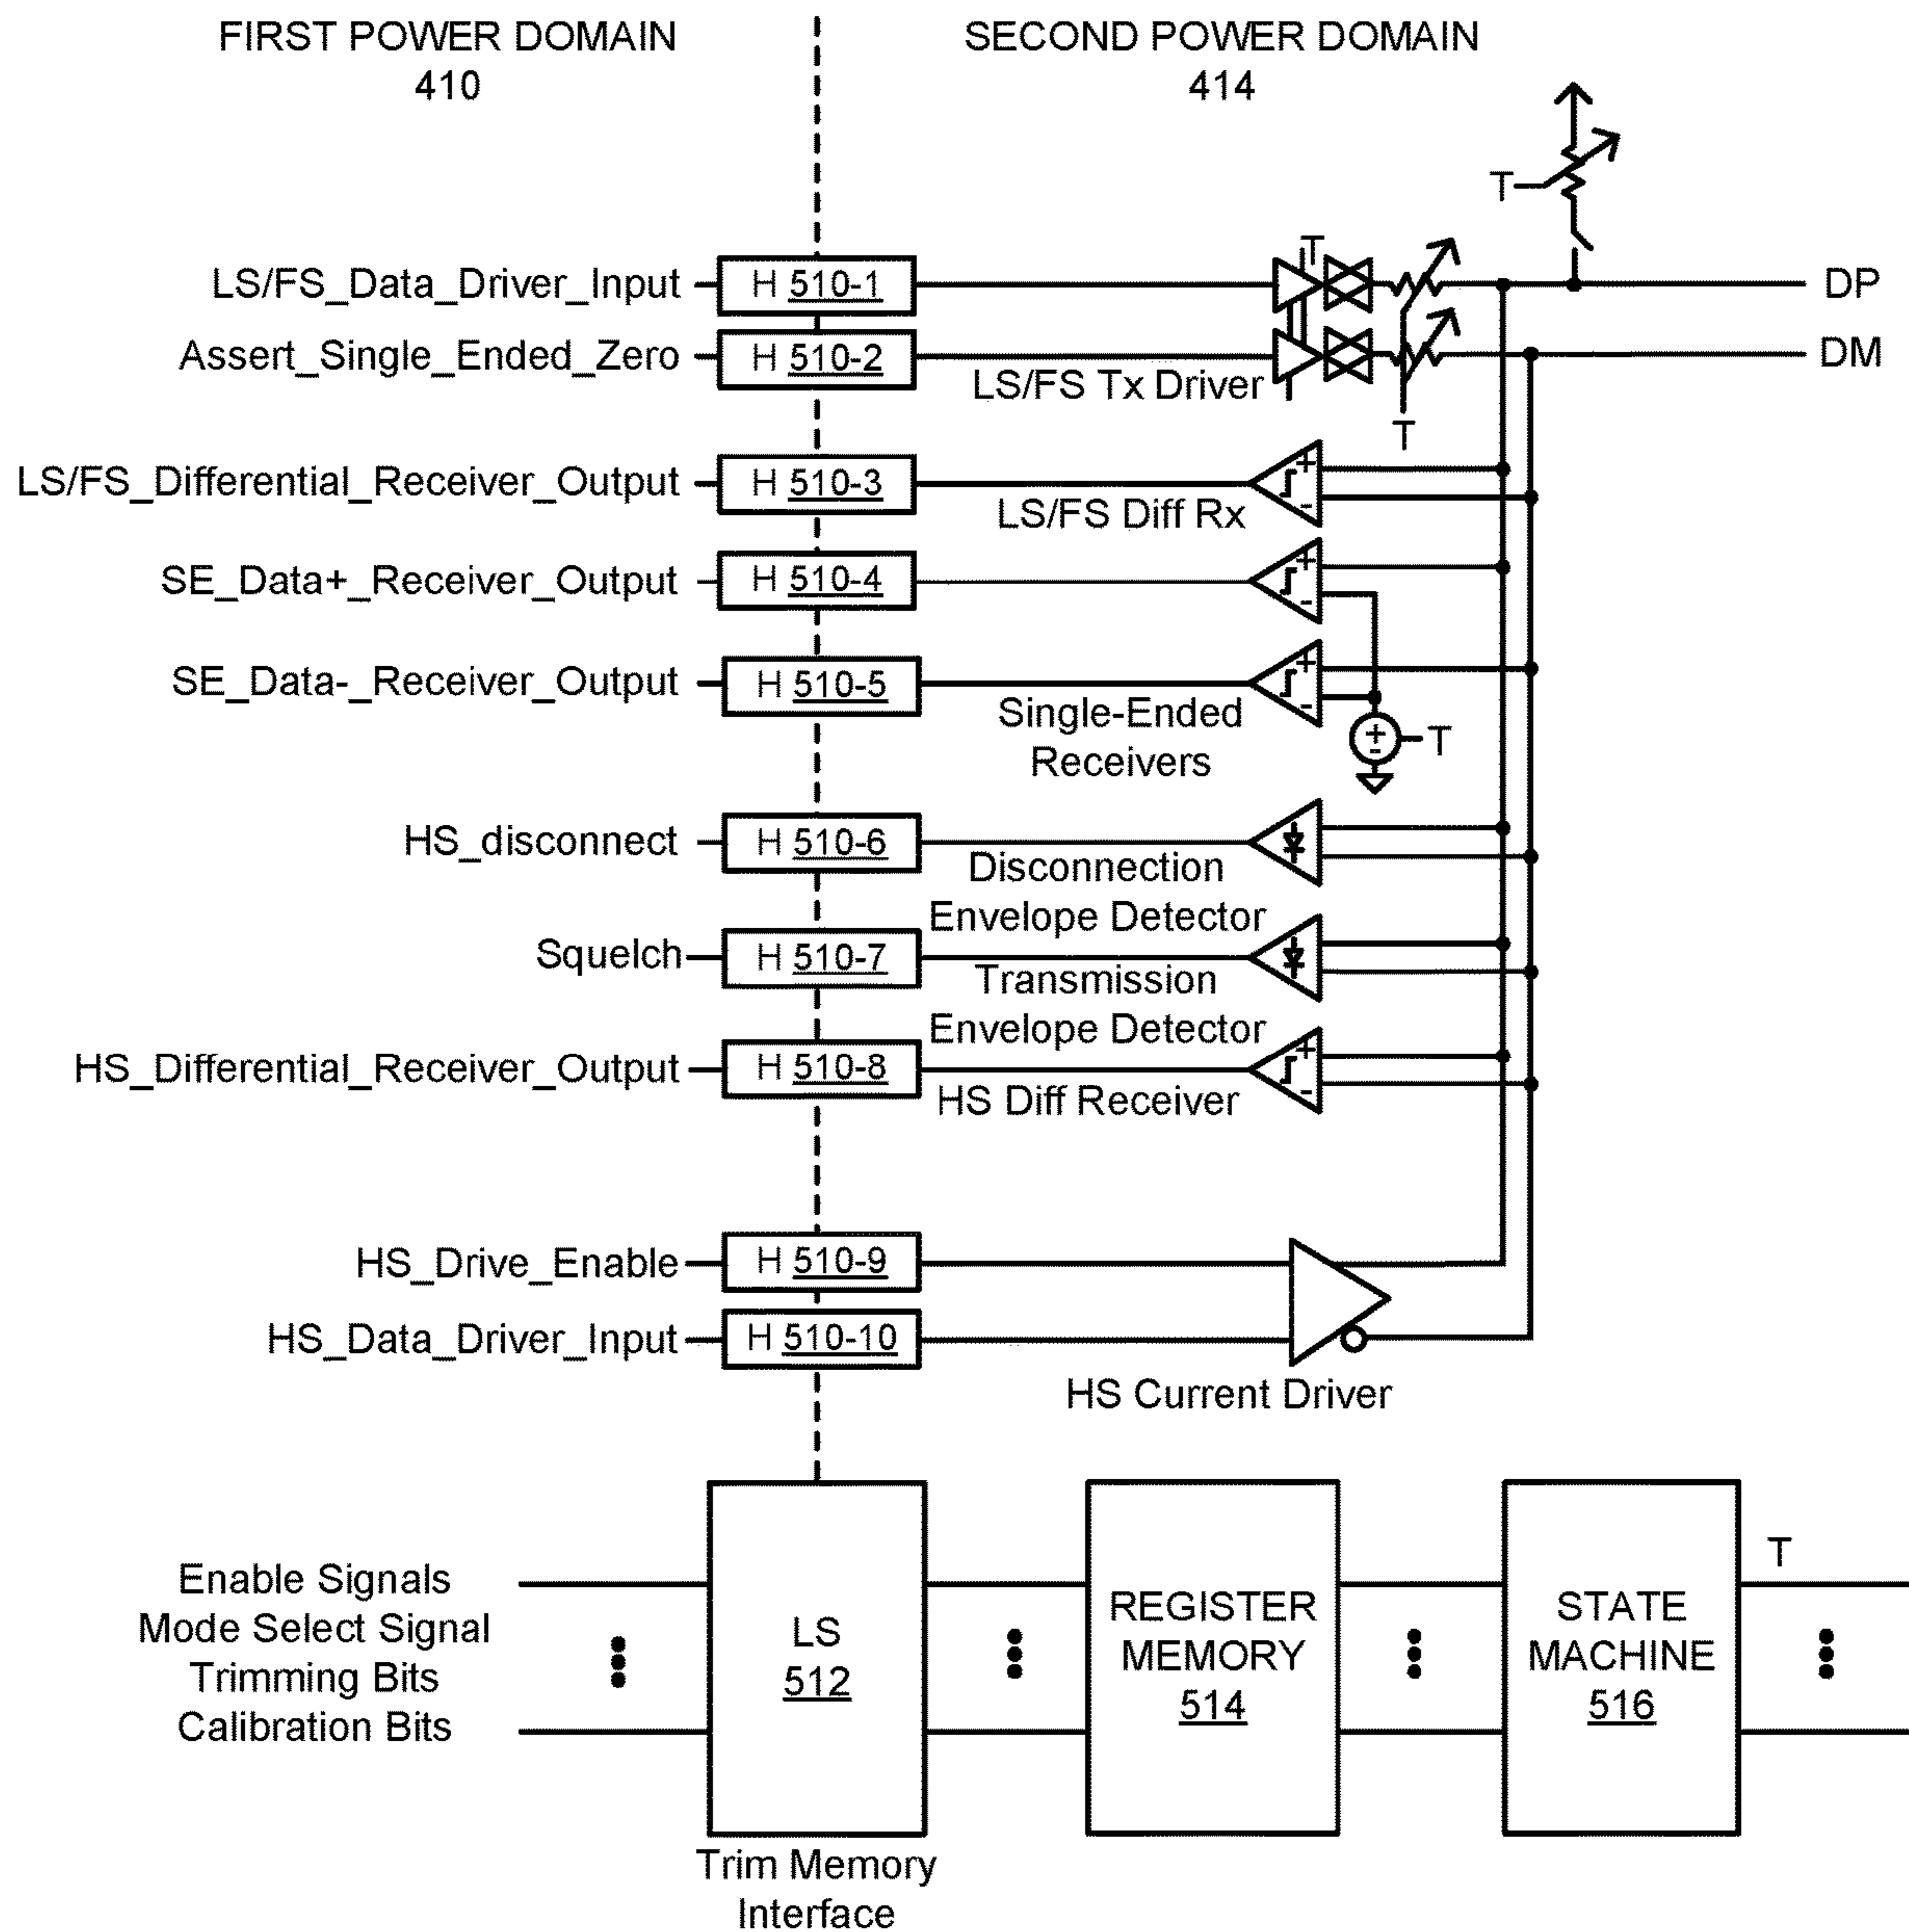 FIRST POWER DOMAIN
410
SECOND POWER DOMAIN
414
T
T
LS/FS_Data_Driver_Input
H 510-1
DP
Assert_Single_Ended_Zero
H 510-2
LS/FS Tx Driver
DM
T
LS/FS_Differential_Receiver_Output
H 510-3
LS/FS Diff Rx
+
-
SE_Data+_Receiver_Output
H 510-4
+
-
SE_Data-_Receiver_Output
H 510-5
Single-Ended
Receivers
+
-
+
-
T
HS_disconnect
H 510-6
Disconnection
Envelope Detector
Squelch
H 510-7
Transmission
Envelope Detector
HS_Differential_Receiver_Output
H 510-8
HS Diff Receiver
+
-
HS_Drive_Enable
H 510-9
HS_Data_Driver_Input
H 510-10
HS Current Driver
Enable Signals
Mode Select Signal
Trimming Bits
Calibration Bits
LS
512
Trim Memory
Interface
REGISTER
MEMORY
514
STATE
MACHINE
516
T